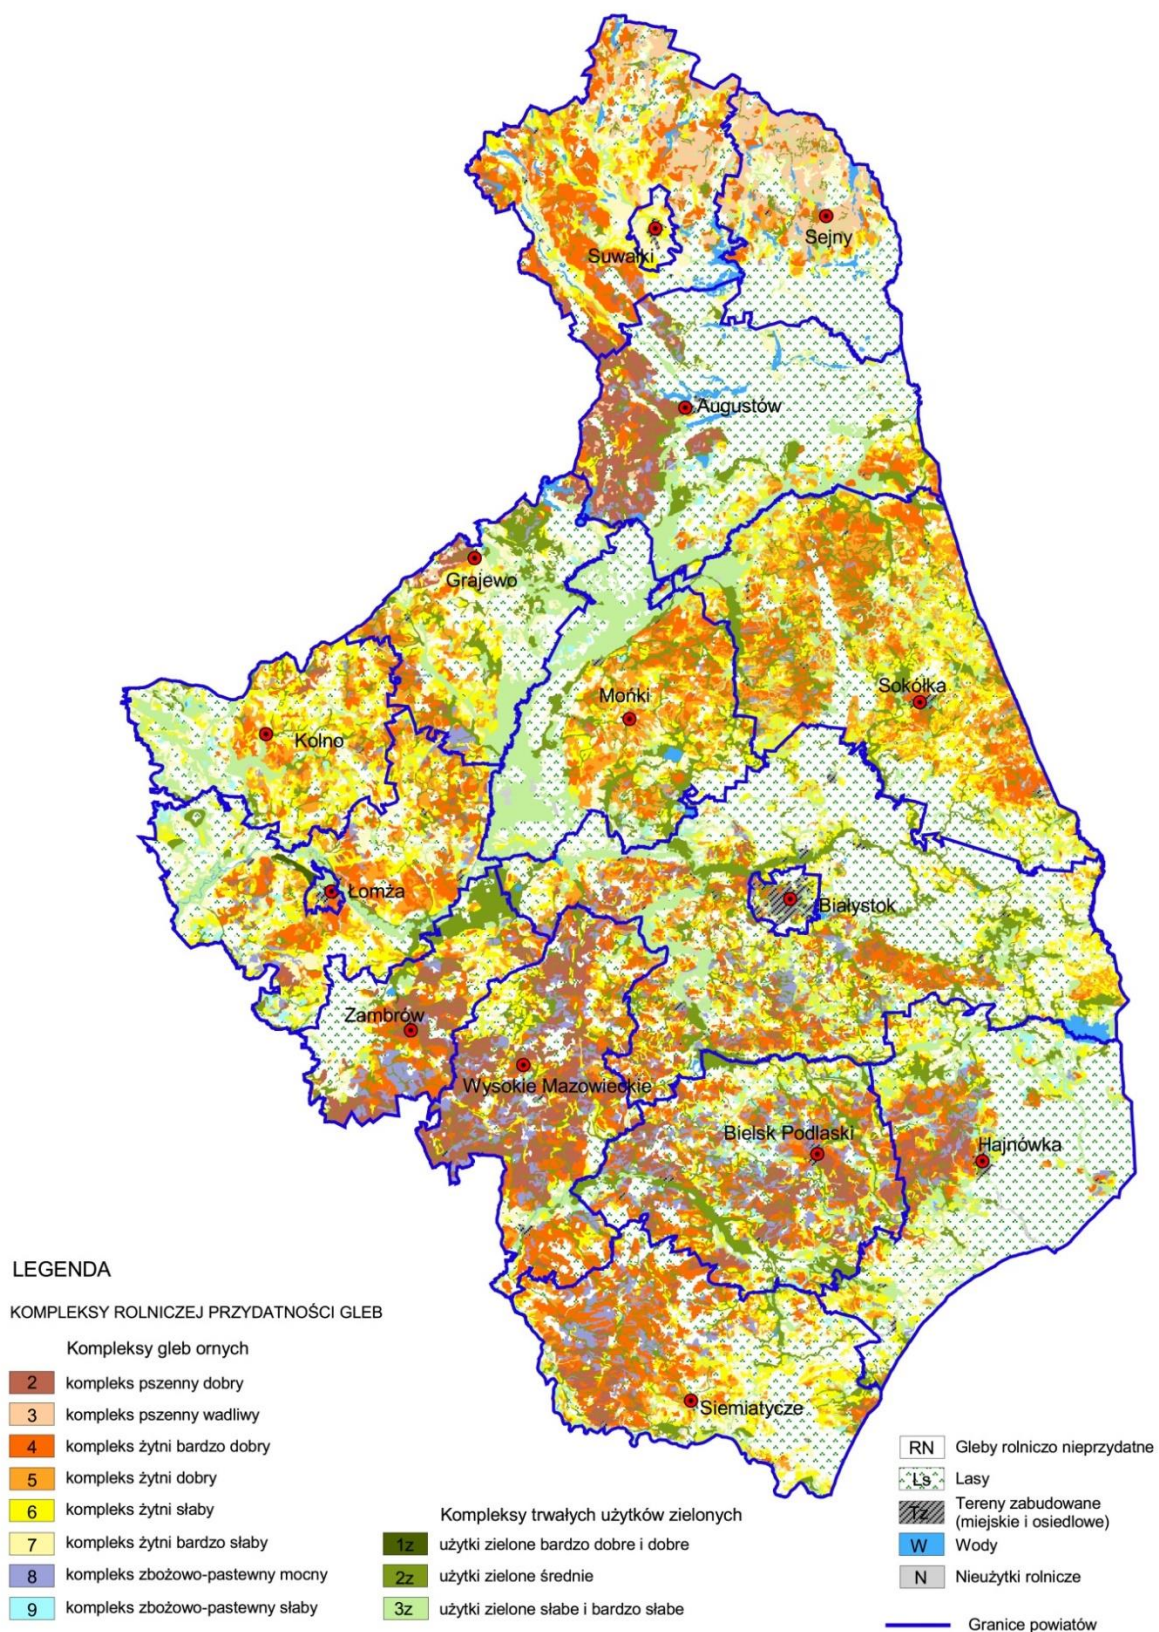 Suwałki
Sejny
Augustów
Grajewo
Mońki
Sokółka
Kolno
Łomża
Białystok
Zambrów
Wysokie Mazowieckie
Bielsk Podlaski
Hajnówka
Siemiatycze
LEGENDA
KOMPLEKSY ROLNICZEJ PRZYDATNOŚCI GLEB
Kompleksy gleb ornych
2 kompleks pszenny dobry
3 kompleks pszenny wadliwy
4 kompleks żytni bardzo dobry
5 kompleks żytni dobry
6 kompleks żytni słaby
7 kompleks żytni bardzo słaby
8 kompleks zbożowo-pastewny mocny
9 kompleks zbożowo-pastewny słaby
Kompleksy trwałych użytków zielonych
1z użytki zielone bardzo dobre i dobre
2z użytki zielone średnie
3z użytki zielone słabe i bardzo słabe
RN Gleby rolniczo nieprzydatne
Ls Lasy
Tz Tereny zabudowane
(miejskie i osiedlowe)
W Wody
N Nieużytki rolnicze
Granice powiatów